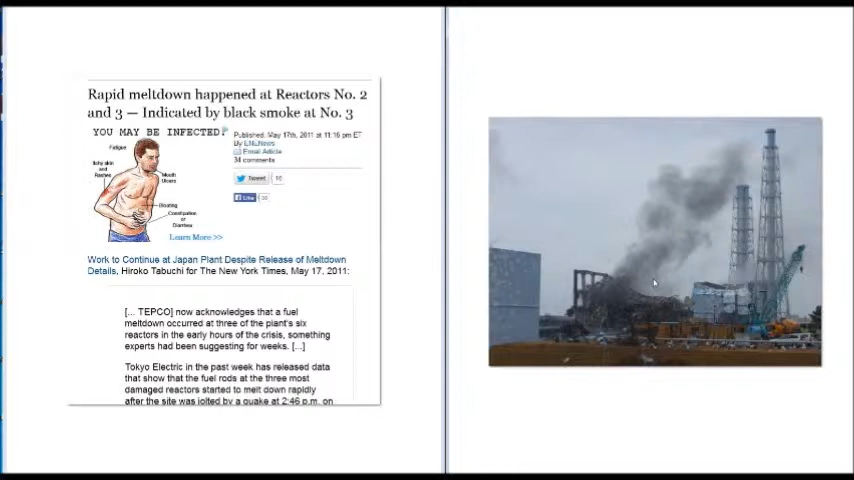 Rapid meltdown happened at Reactors No. 2
and 3 — Indicated by black smoke at No. 3
YOU MAY BE INFECTED!
Published: May 17th, 2011 at 11:16 pm ET
By ENENews
Email Article
34 comments
Fatigue
Itchy skin
and
Rashes
Mouth
Ulcers
Tweet
Like
Bloating
Constipation
or
Diarrhea
Learn More >>
Work to Continue at Japan Plant Despite Release of Meltdown
Details, Hiroko Tabuchi for The New York Times, May 17, 2011:
[... TEPCO] now acknowledges that a fuel
meltdown occurred at three of the plant's six
reactors in the early hours of the crisis, something
experts had been suggesting for weeks. [...]
Tokyo Electric in the past week has released data
that show that the fuel rods at the three most
damaged reactors started to melt down rapidly
after the site was jolted by a quake at 2:46 p.m. on